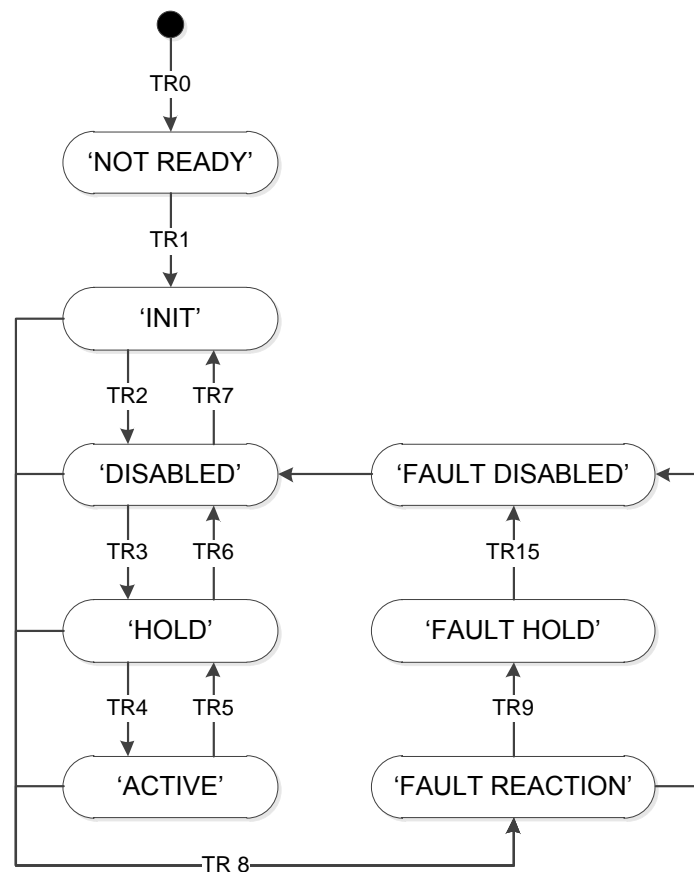 TR0
‘NOT READY’
TR1
‘INIT’
TR2
TR7
‘DISABLED’
‘FAULT DISABLED’
TR3
TR6
TR15
‘HOLD’
‘FAULT HOLD’
TR4
TR5
TR9
‘ACTIVE’
‘FAULT REACTION’
TR 8